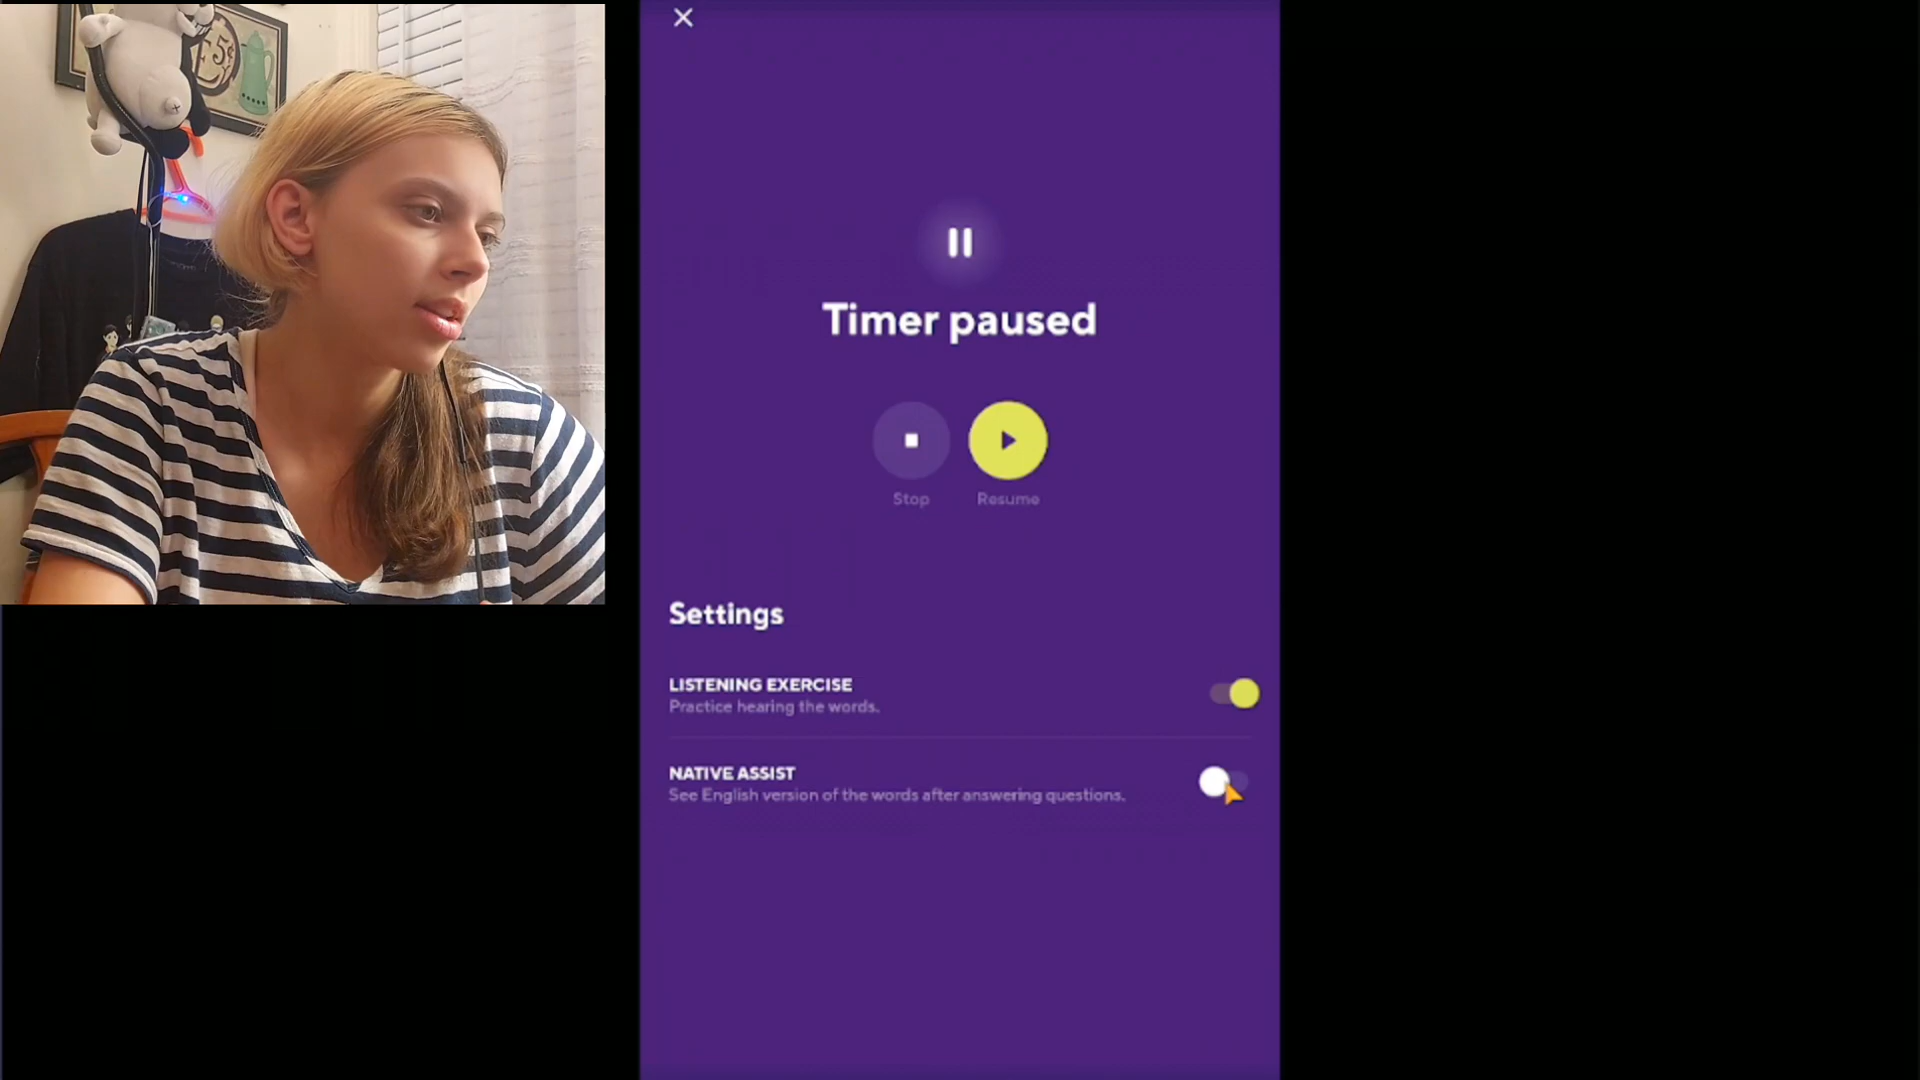 5¢
Timer paused
Stop
Resume
Settings
LISTENING EXERCISE
Practice hearing the words.
NATIVE ASSIST
See English version of the words after answering questions.